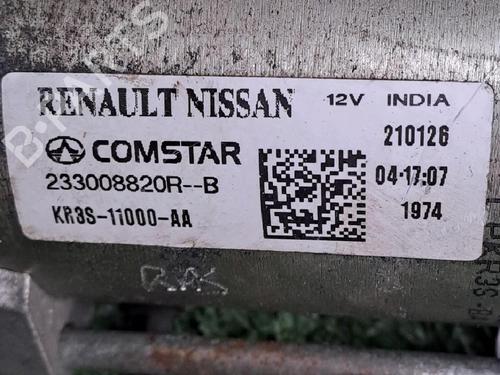 RENAULT NISSAN 12V INDIA
COMSTAR 210126
233008820R--B 04-17:07
KR3S-11000-AA 1974